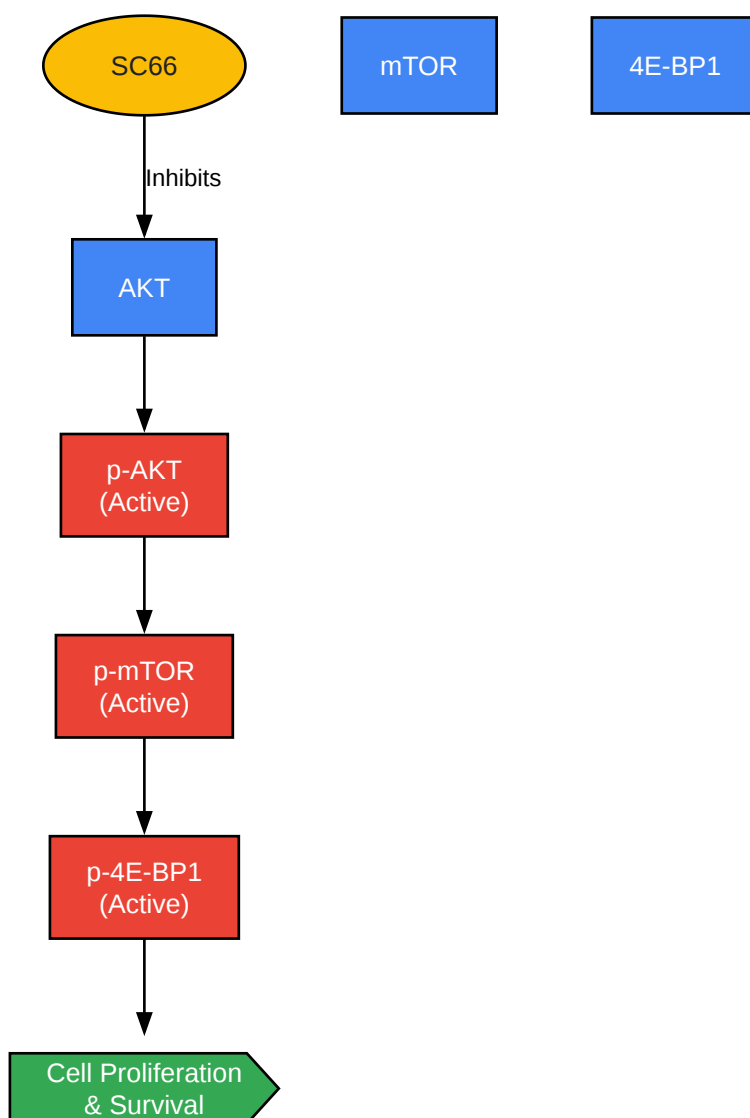 SC66
mTOR
4E-BP1
Inhibits
AKT
p-AKT
(Active)
p-mTOR
(Active)
p-4E-BP1
(Active)
Cell Proliferation
& Survival